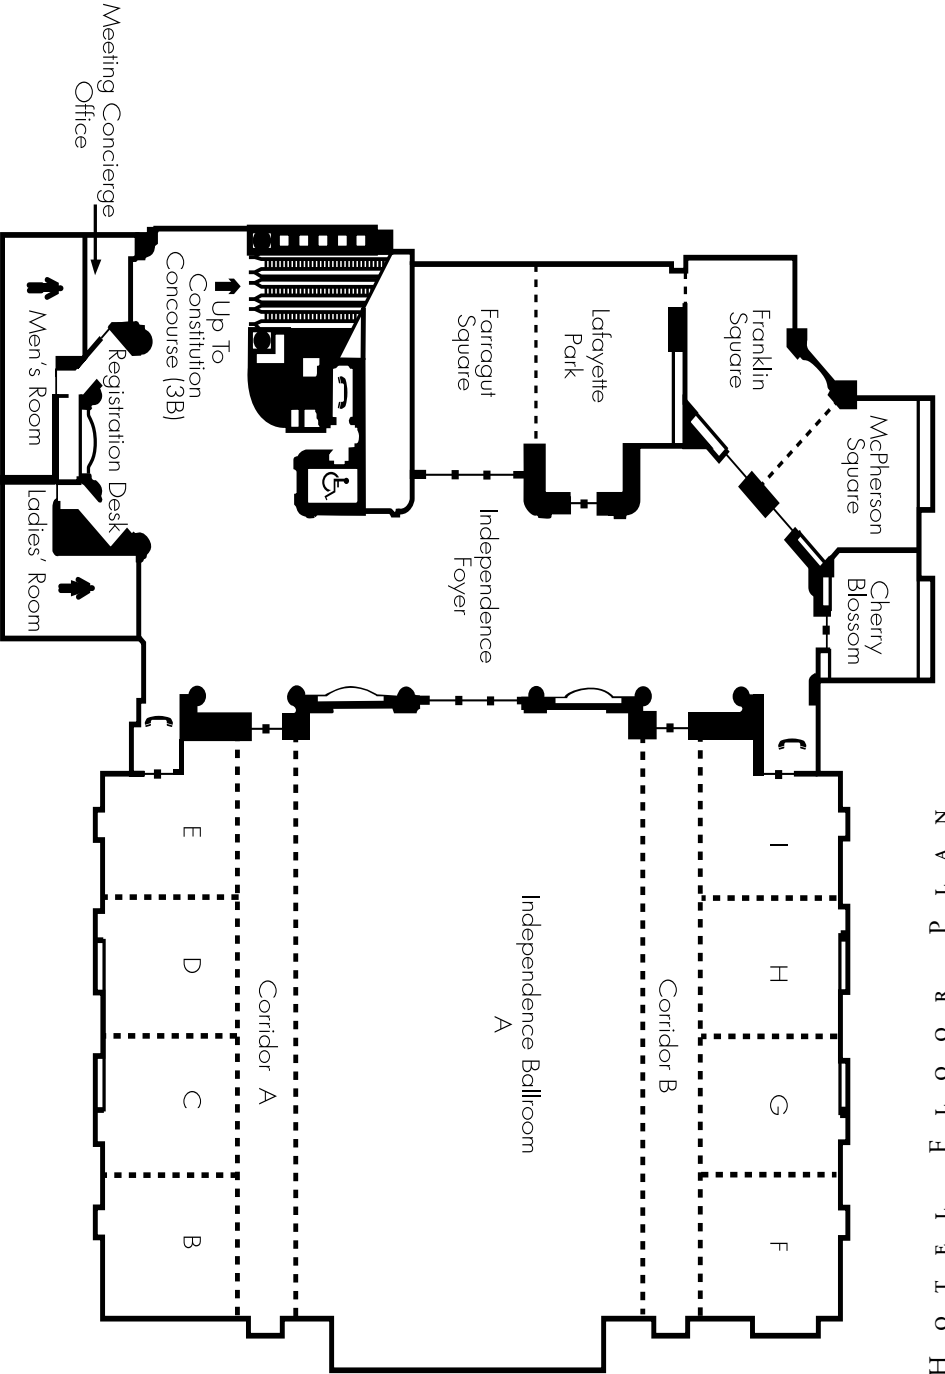 HOTEL FLOOR PLAN
Meeting Concierge
Office
Men's Room
Ladies' Room
Registration Desk
Up To
Constitution
Concourse (3B)
Farragut
Square
Lafayette
Park
Franklin
Square
McPherson
Square
Cherry
Blossom
Independence
Foyer
E
D
C
B
Corridor A
Independence Ballroom
A
Corridor B
I
H
G
F